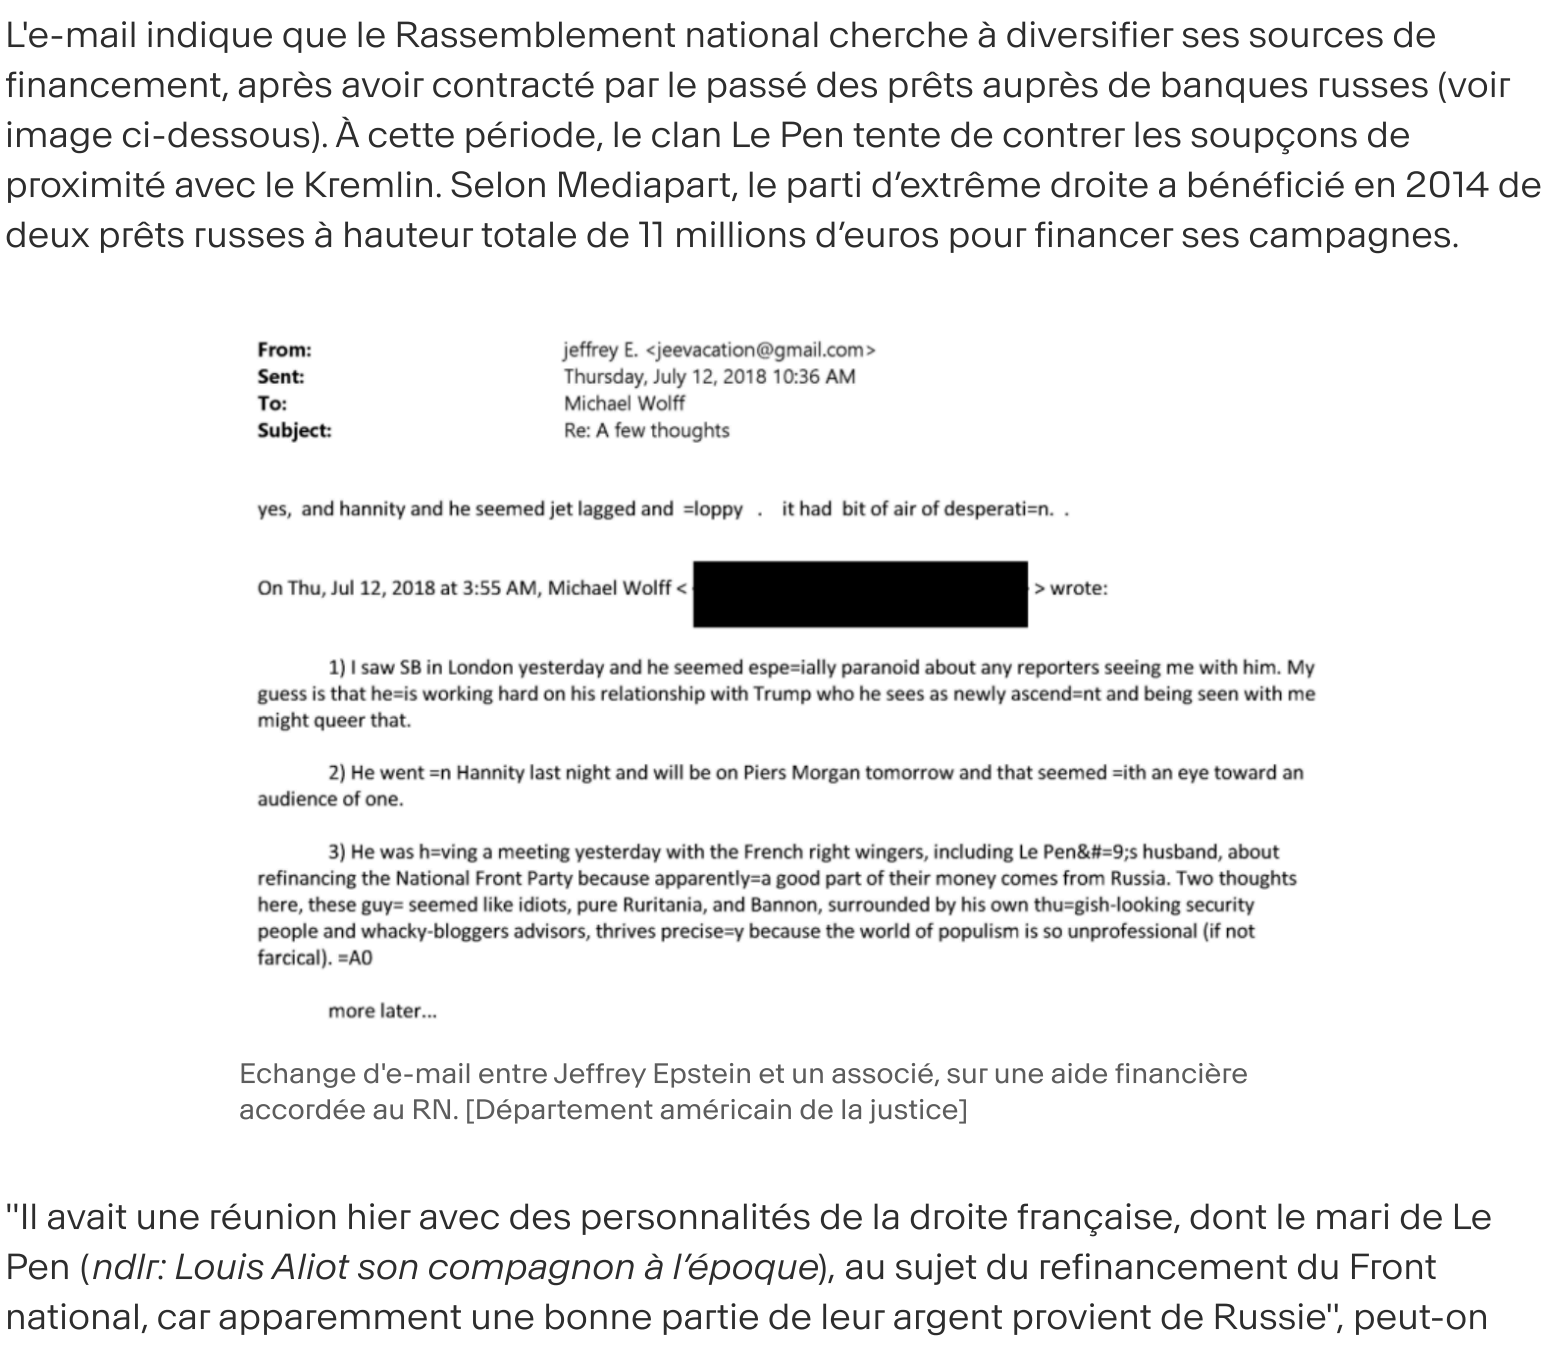 L'e-mail indique que le Rassemblement national cherche à diversifier ses sources de
financement, après avoir contracté par le passé des prêts auprès de banques russes (voir
image ci-dessous). À cette période, le clan Le Pen tente de contrer les soupçons de
proximité avec le Kremlin. Selon Mediapart, le parti d’extrême droite a bénéficié en 2014 de
deux prêts russes à hauteur totale de 11 millions d’euros pour financer ses campagnes.
From: jeffrey E. <jeevacation@gmail.com>
Sent: Thursday, July 12, 2018 10:36 AM
To: Michael Wolff
Subject: Re: A few thoughts
yes, and hannity and he seemed jet lagged and =loppy . it had bit of air of desperati=n. .
On Thu, Jul 12, 2018 at 3:55 AM, Michael Wolff < > wrote:
1) I saw SB in London yesterday and he seemed espe=ially paranoid about any reporters seeing me with him. My
guess is that he=is working hard on his relationship with Trump who he sees as newly ascend=nt and being seen with me
might queer that.
2) He went =n Hannity last night and will be on Piers Morgan tomorrow and that seemed =ith an eye toward an
audience of one.
3) He was h=ving a meeting yesterday with the French right wingers, including Le Pen&#=9;s husband, about
refinancing the National Front Party because apparently=a good part of their money comes from Russia. Two thoughts
here, these guy= seemed like idiots, pure Ruritania, and Bannon, surrounded by his own thu=gish-looking security
people and whacky-bloggers advisors, thrives precise=y because the world of populism is so unprofessional (if not
farcical). =A0
more later...
Echange d'e-mail entre Jeffrey Epstein et un associé, sur une aide financière
accordée au RN. [Département américain de la justice]
"Il avait une réunion hier avec des personnalités de la droite française, dont le mari de Le
Pen (ndlr: Louis Aliot son compagnon à l’époque), au sujet du refinancement du Front
national, car apparemment une bonne partie de leur argent provient de Russie", peut-on